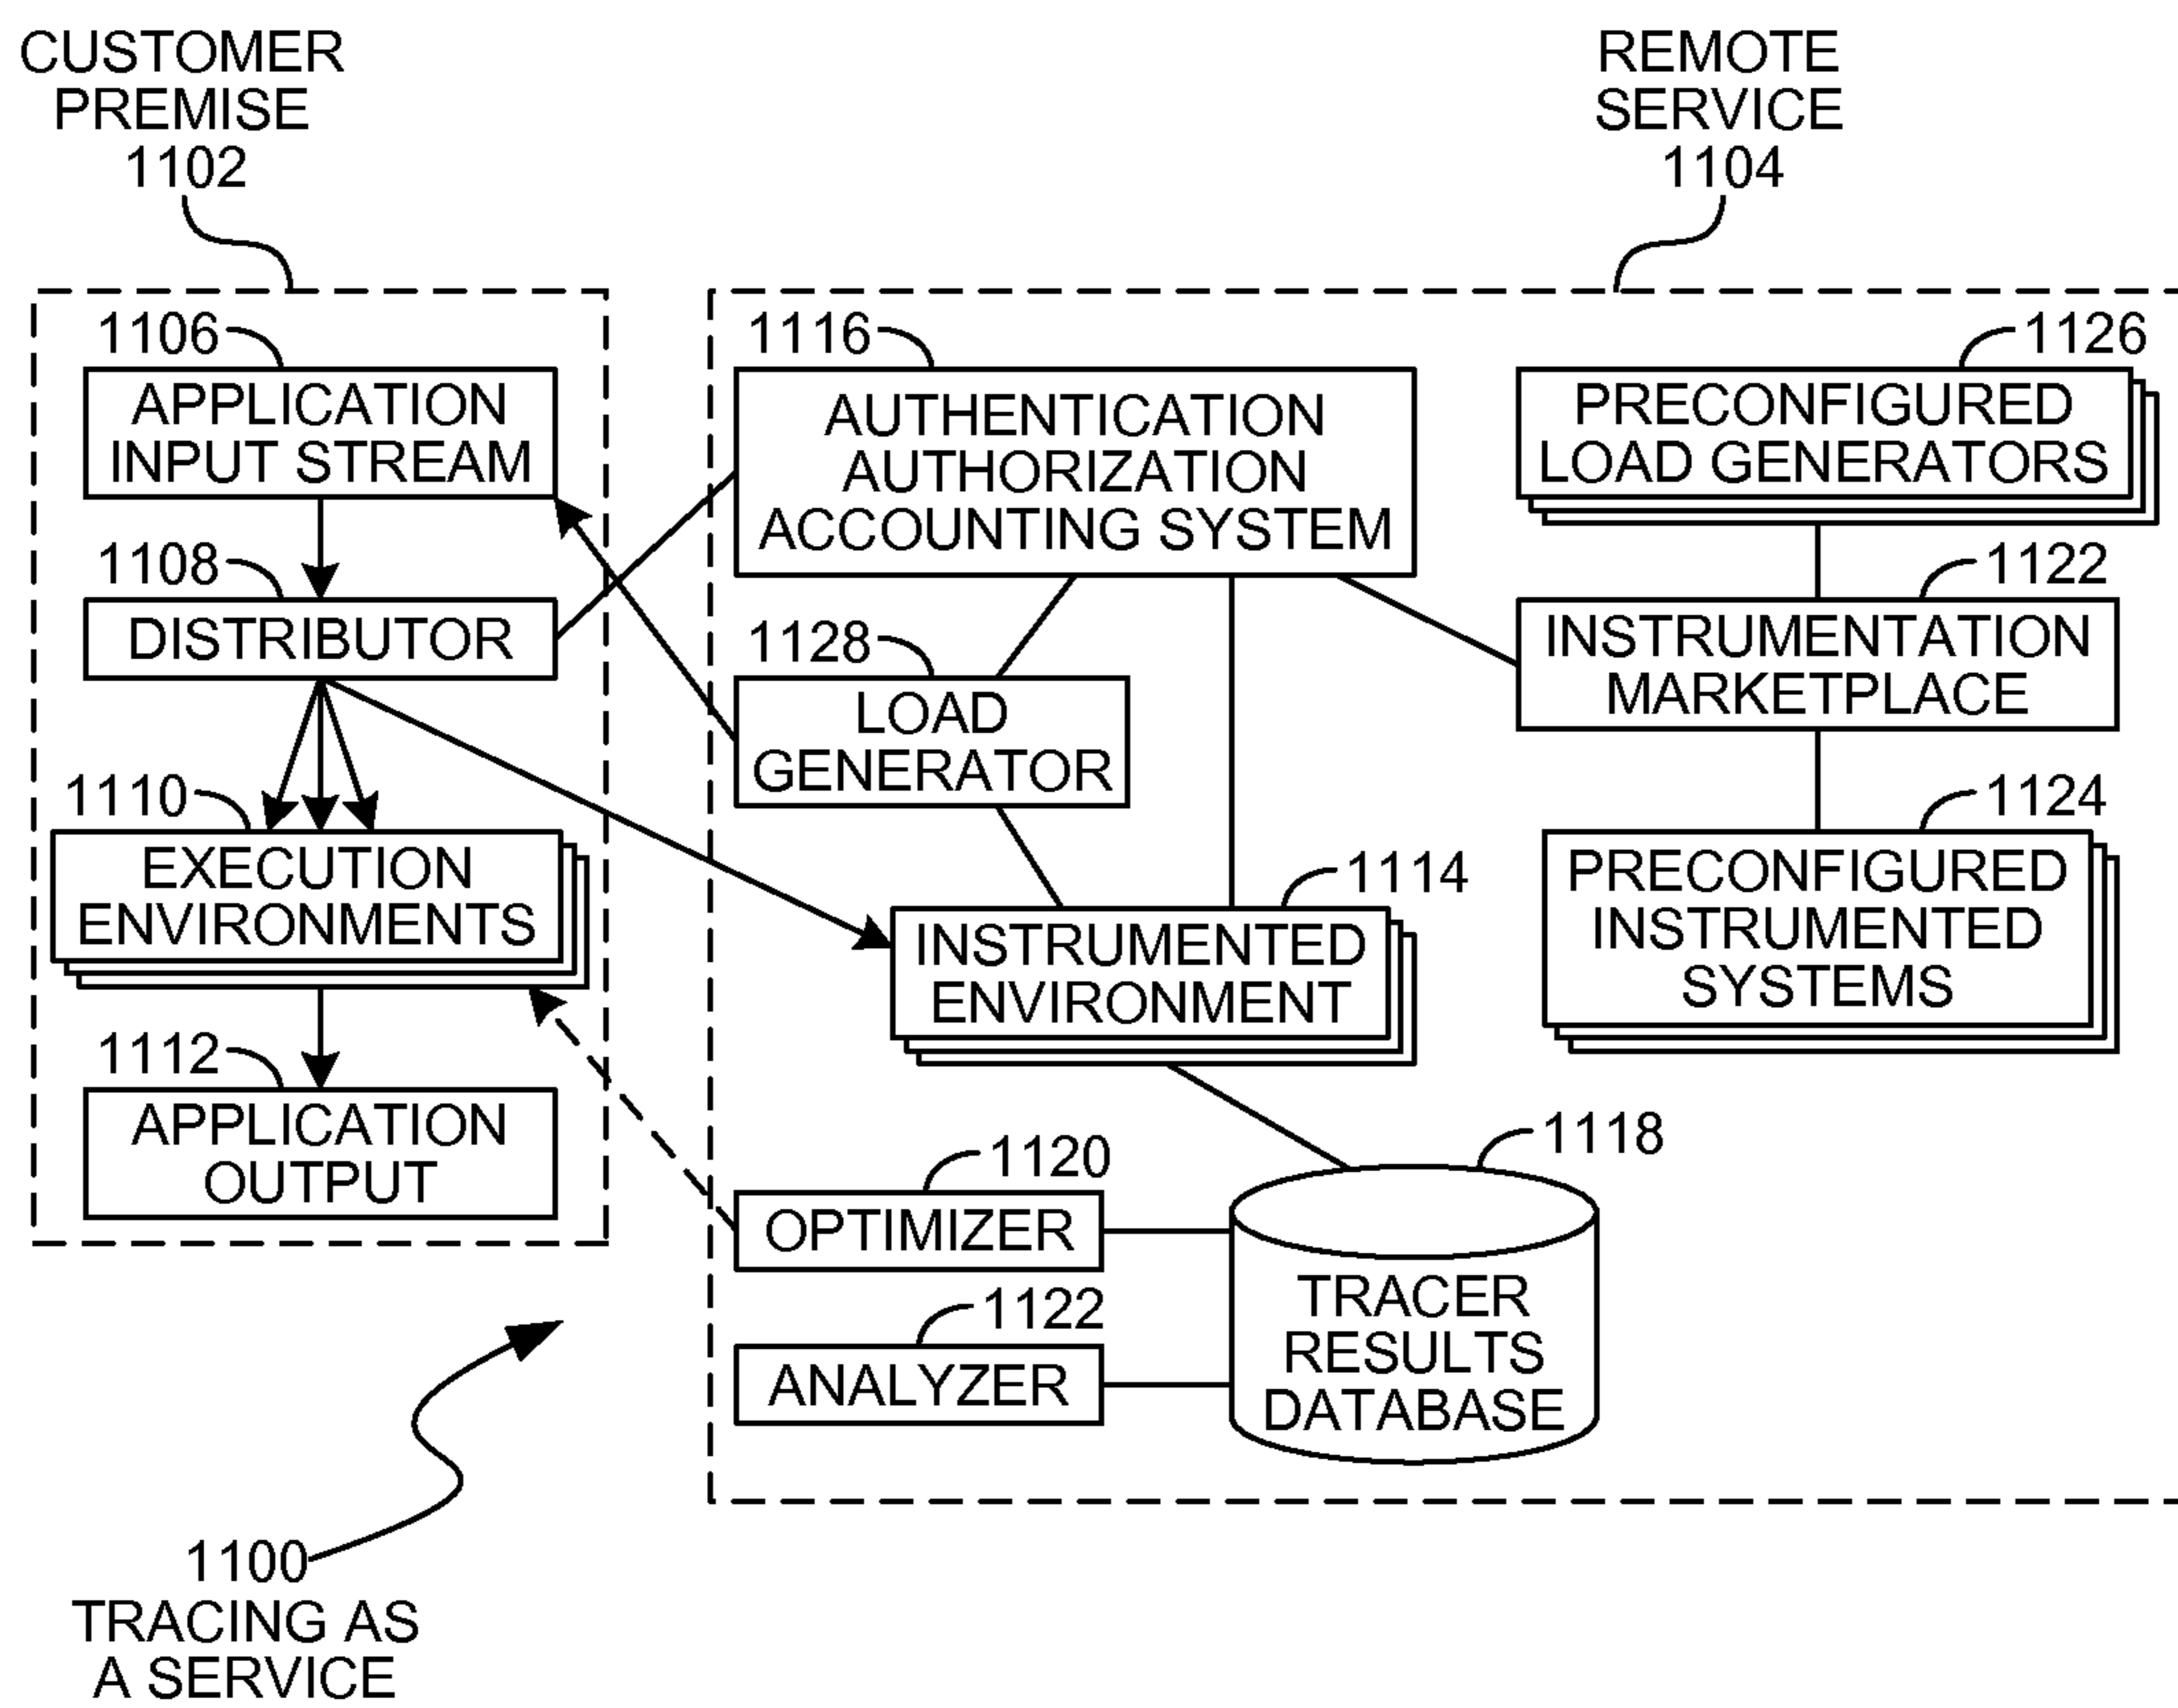 CUSTOMER
PREMISE
1102
REMOTE
SERVICE
1104
1106
APPLICATION
INPUT STREAM
1108
DISTRIBUTOR
1110
EXECUTION
ENVIRONMENTS
1112
APPLICATION
OUTPUT
1116
AUTHENTICATION
AUTHORIZATION
ACCOUNTING SYSTEM
1128
LOAD
GENERATOR
1114
INSTRUMENTED
ENVIRONMENT
1120
OPTIMIZER
1122
ANALYZER
1118
TRACER
RESULTS
DATABASE
1126
PRECONFIGURED
LOAD GENERATORS
1122
INSTRUMENTATION
MARKETPLACE
1124
PRECONFIGURED
INSTRUMENTED
SYSTEMS
1100
TRACING AS
A SERVICE